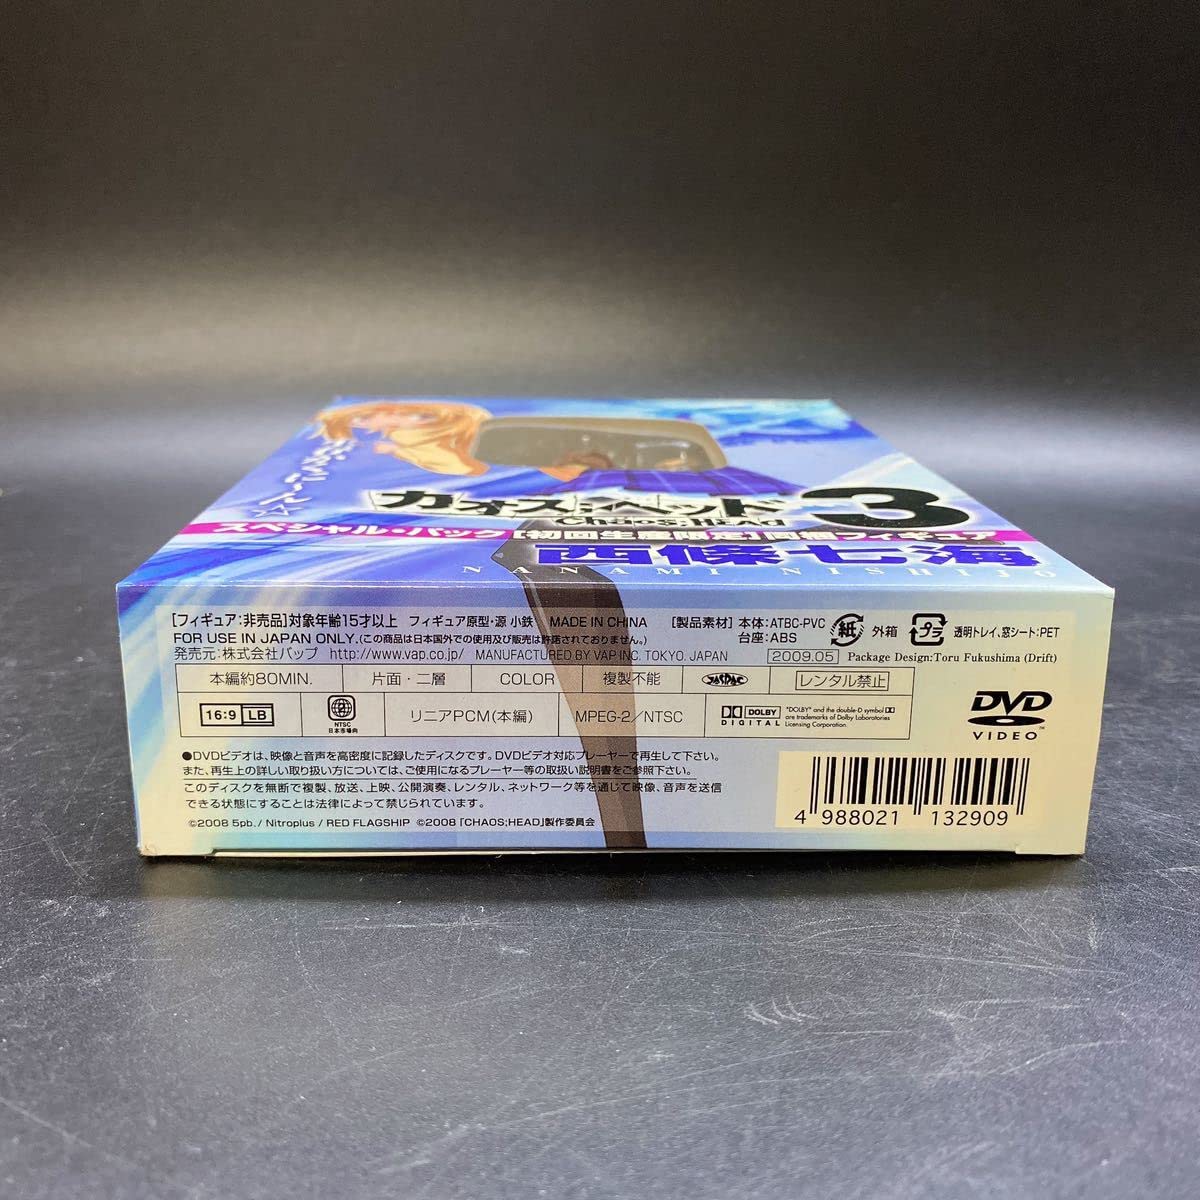 カオス;ヘッド 3
Chaos;HEAd
スペシャル・パック [初回生産限定] 同梱フィギュア
西條七海
NANAMI NISHIJO
[フィギュア:非売品]対象年齢15才以上 フィギュア原型・源 小鉄 MADE IN CHINA [製品素材] 本体:ATBC-PVC
台座:ABS
紙 外箱 プラ 透明トレイ、窓シート:PET
FOR USE IN JAPAN ONLY.(この商品は日本国外での使用及び販売は許諾されておりません。)
発売元:株式会社バップ http://www.vap.co.jp/ MANUFACTURED BY VAP INC. TOKYO. JAPAN 2009.05 Package Design:Toru Fukushima (Drift)
本編約80MIN. 片面・二層 COLOR 複製不能 JASRAC レンタル禁止
16:9 LB 2 NTSC 日本市場向 リニアPCM(本編) MPEG-2/NTSC DOLBY DIGITAL
"DOLBY" and the double-D symbol
are trademarks of Dolby Laboratories
Licensing Corporation.
DVD
VIDEO™
●DVDビデオは、映像と音声を高密度に記録したディスクです。DVDビデオ対応プレーヤーで再生して下さい。
また、再生上の詳しい取り扱い方については、ご使用になるプレーヤー等の取扱い説明書をご参照下さい。
このディスクを無断で複製、放送、上映、公開演奏、レンタル、ネットワーク等を通じて映像、音声を送信
できる状態にすることは法律によって禁じられています。
©2008 5pb./ Nitroplus / RED FLAGSHIP ©2008「CHAOS;HEAD」製作委員会
4 988021 132909